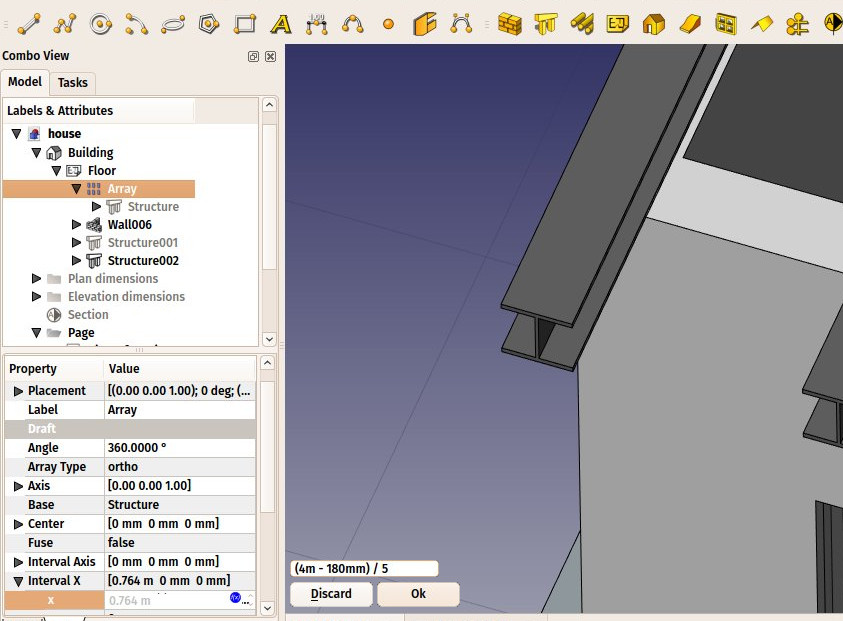 Combo View
Model
Tasks
Labels & Attributes
house
Building
Floor
Array
Structure
Wall006
Structure001
Structure002
Plan dimensions
Elevation dimensions
Section
Page
Property
Value
Placement
[(0.00 0.00 1.00); 0 deg; (...
Label
Array
Draft
Angle
360.0000 °
Array Type
ortho
Axis
[0.00 0.00 1.00]
Base
Structure
Center
[0 mm 0 mm 0 mm]
Fuse
false
Interval Axis
[0 mm 0 mm 0 mm]
Interval X
[0.764 m 0 mm 0 mm]
x
0.764 m
...
(4m - 180mm) / 5
Discard
Ok